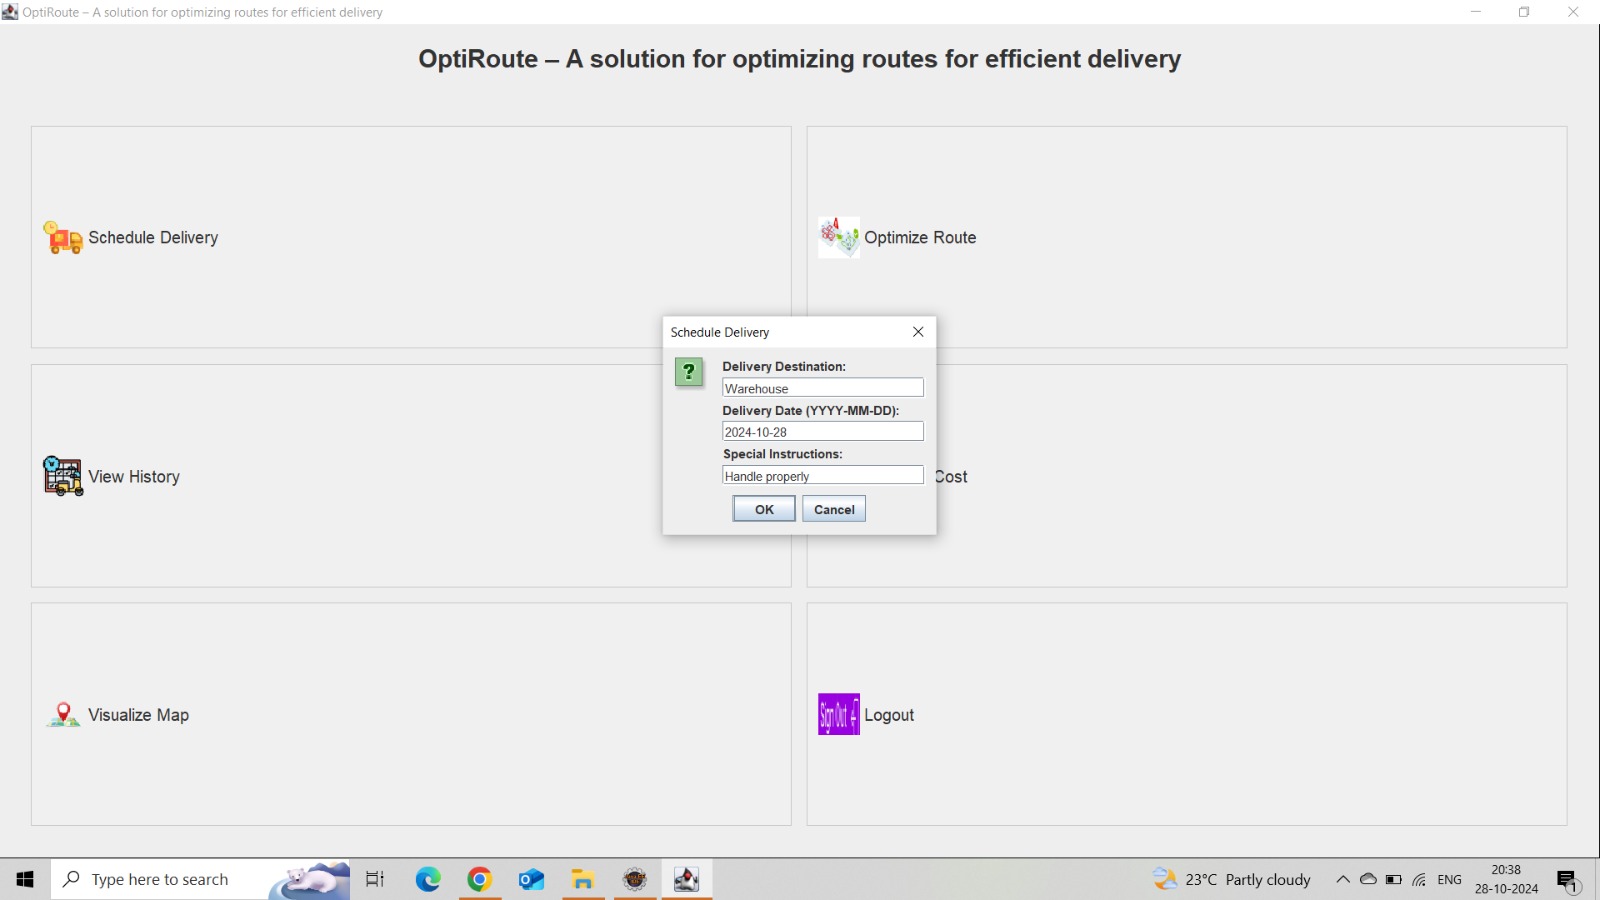 OptiRoute – A solution for optimizing routes for efficient delivery
OptiRoute – A solution for optimizing routes for efficient delivery
Schedule Delivery
Optimize Route
Schedule Delivery
?
Delivery Destination:
Warehouse
Delivery Date (YYYY-MM-DD):
2024-10-28
Special Instructions:
Handle properly
OK
Cancel
View History
Cost
Visualize Map
Sign Out
Logout
Type here to search
23°C Partly cloudy
ENG
20:38
28-10-2024
1